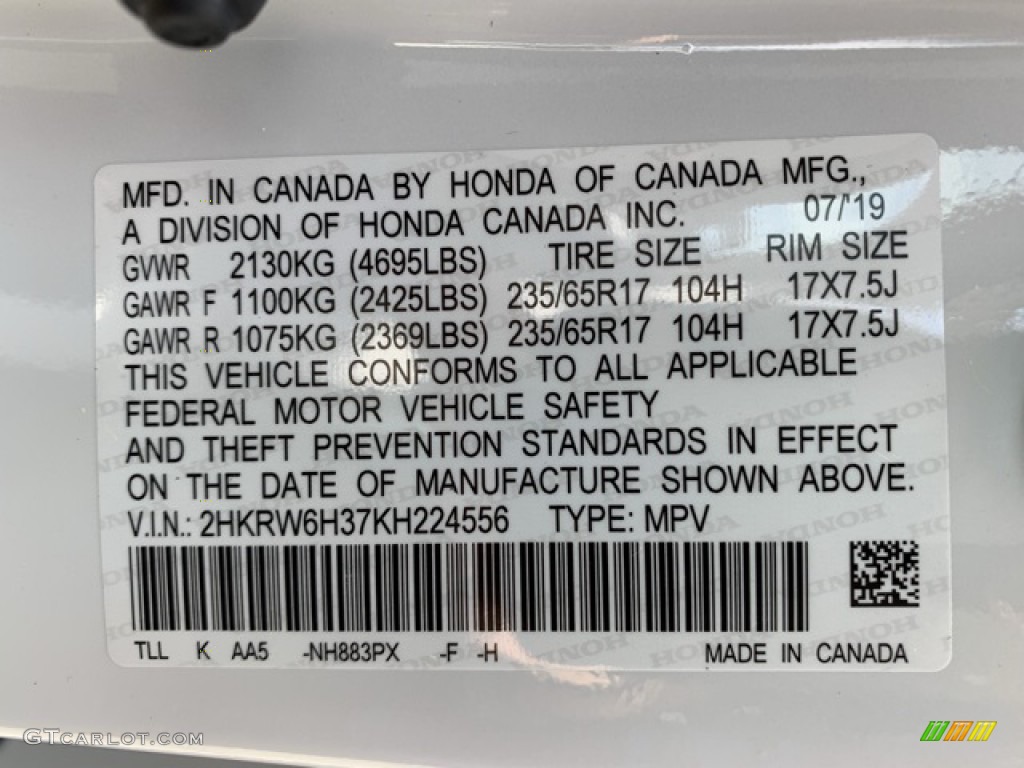 MFD. IN CANADA BY HONDA OF CANADA MFG.,
A DIVISION OF HONDA CANADA INC. 07/'19
GVWR 2130KG (4695LBS) TIRE SIZE RIM SIZE
GAWR F 1100KG (2425LBS) 235/65R17 104H 17X7.5J
GAWR R 1075KG (2369LBS) 235/65R17 104H 17X7.5J
THIS VEHICLE CONFORMS TO ALL APPLICABLE
FEDERAL MOTOR VEHICLE SAFETY
AND THEFT PREVENTION STANDARDS IN EFFECT
ON THE DATE OF MANUFACTURE SHOWN ABOVE.
V.I.N.: 2HKRW6H37KH224556 TYPE: MPV
TLL K AA5 -NH883PX -F -H MADE IN CANADA
GTCARLOT.COM